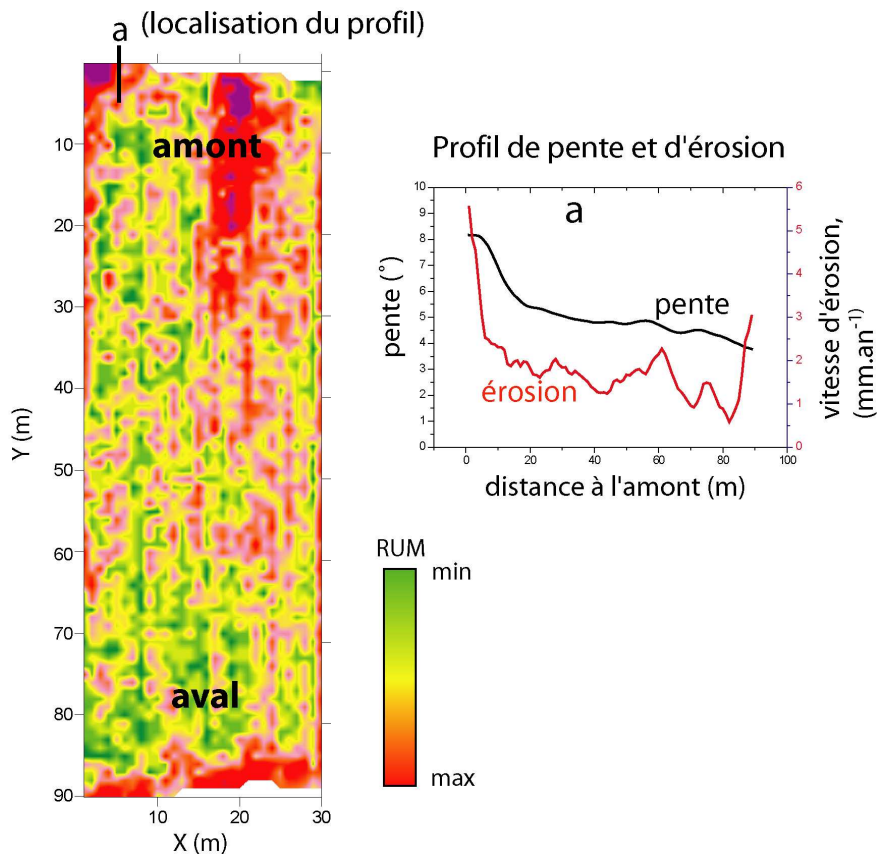 a (localisation du profil)
amont
10
20
30
40
50
60
70
80
90
Y (m)
aval
10
20
30
X (m)
RUM
min
max
Profil de pente et d'érosion
a
10
9
8
7
6
5
4
3
2
1
0
pente (°)
pente
érosion
6
5
4
3
2
1
0
vitesse d'érosion,
(mm.an⁻¹)
0
20
40
60
80
100
distance à l'amont (m)